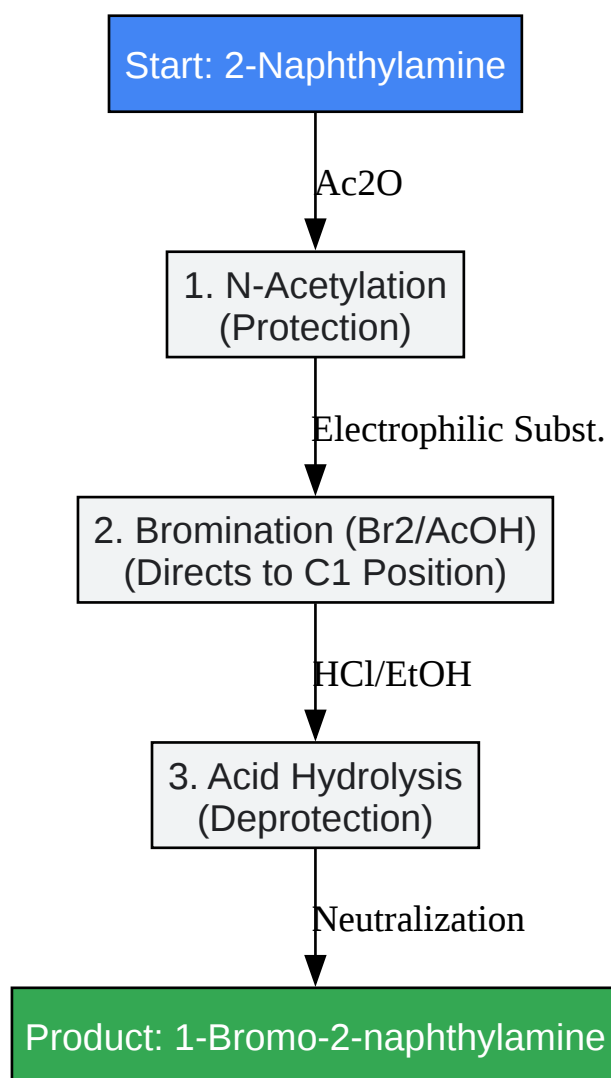 Start: 2-Naphthylamine
Ac2O
1. N-Acetylation
(Protection)
Electrophilic Subst.
2. Bromination (Br2/AcOH)
(Directs to C1 Position)
HCl/EtOH
3. Acid Hydrolysis
(Deprotection)
Neutralization
Product: 1-Bromo-2-naphthylamine